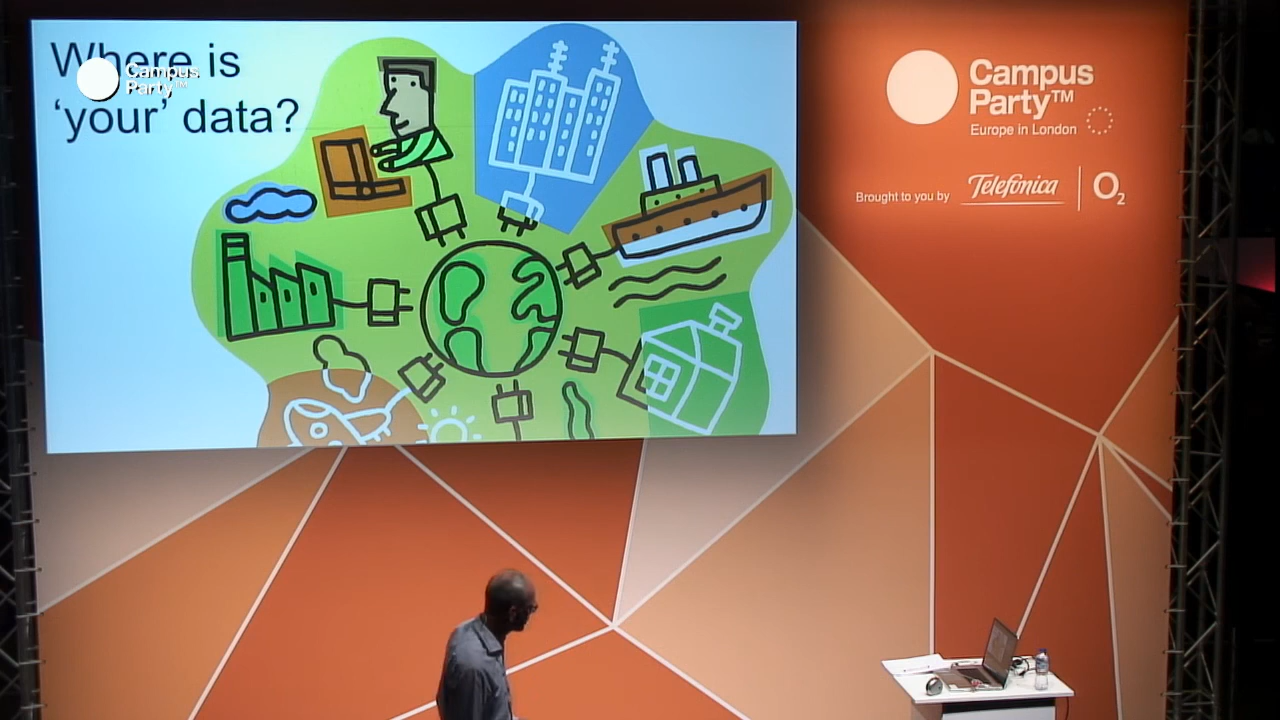 Where is
‘your’ data?
Campus
Party™
Campus
Party™
Europe in London
Brought to you by
Telefónica
O2